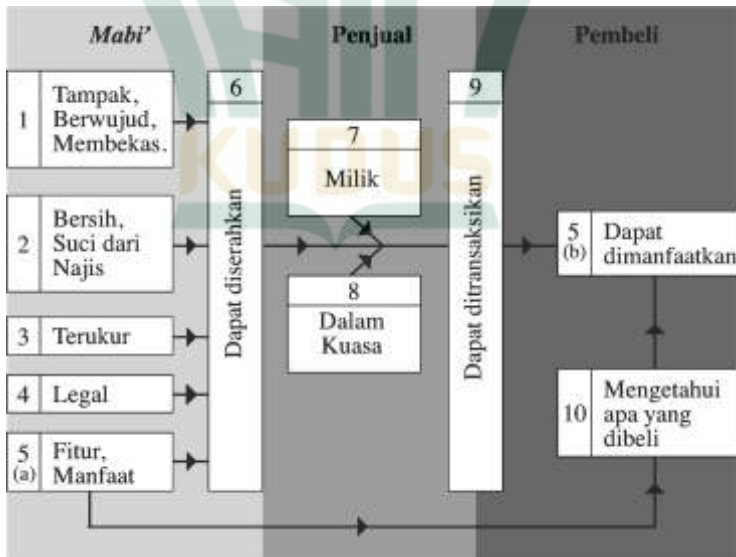 Mabi’
Penjual
Pembeli
1
Tampak,
Berwujud,
Membekas.
2
Bersih,
Suci dari
Najis
3
Terukur
4
Legal
5
(a)
Fitur,
Manfaat
6
Dapat diserahkan
7
Milik
8
Dalam
Kuasa
9
Dapat ditransaksikan
5
(b)
Dapat
dimanfaatkan
10
Mengetahui
apa yang
dibeli
KUDUS